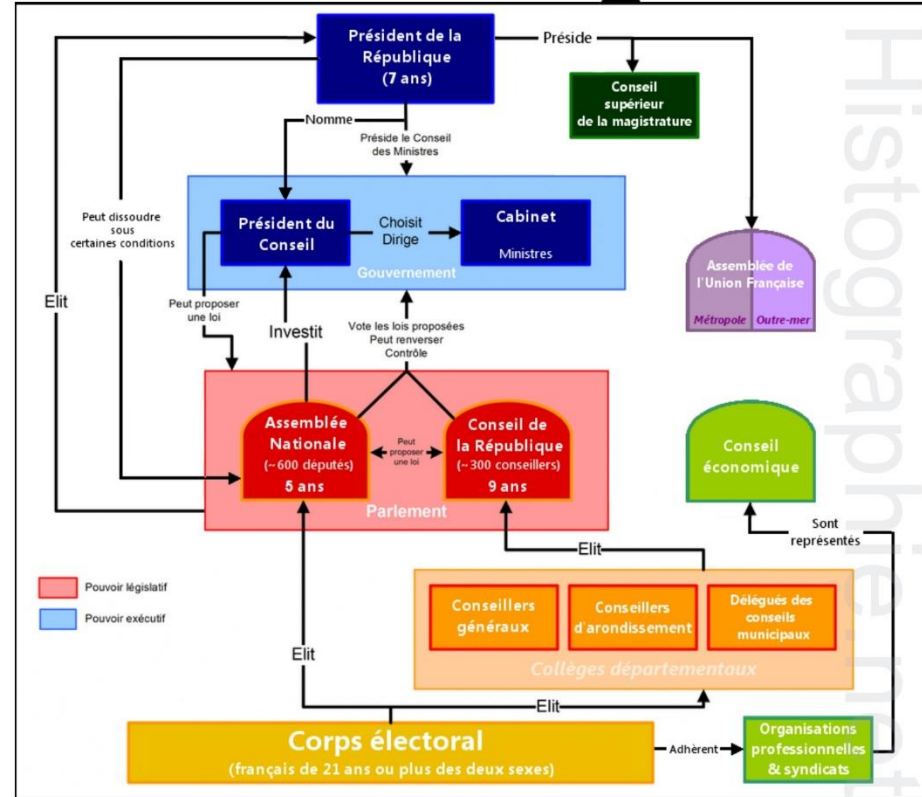 Président de la
République
(7 ans)
Préside
Conseil
supérieur
de la magistrature
Nomme
Préside le Conseil
des Ministres
Peut dissoudre
sous
certaines conditions
Président du
Conseil
Choisit
Dirige
Cabinet
Ministres
Gouvernement
Assemblée de
l'Union Française
Métropole
Outre-mer
Elit
Peut proposer
une loi
Investit
Vote les lois proposées
Peut renverser
Contrôle
Assemblée
Nationale
(~600 députés)
5 ans
Peut
proposer
une loi
Conseil de
la République
(~300 conseillers)
9 ans
Parlement
Conseil
économique
Sont
représentés
Pouvoir législatif
Pouvoir exécutif
Elit
Conseillers
généraux
Conseillers
d'arondissement
Délégués des
conseils
municipaux
Collèges départementaux
Elit
Elit
Corps électoral
(français de 21 ans ou plus des deux sexes)
Adhèrent
Organisations
professionnelles
& syndicats
Histographie.net